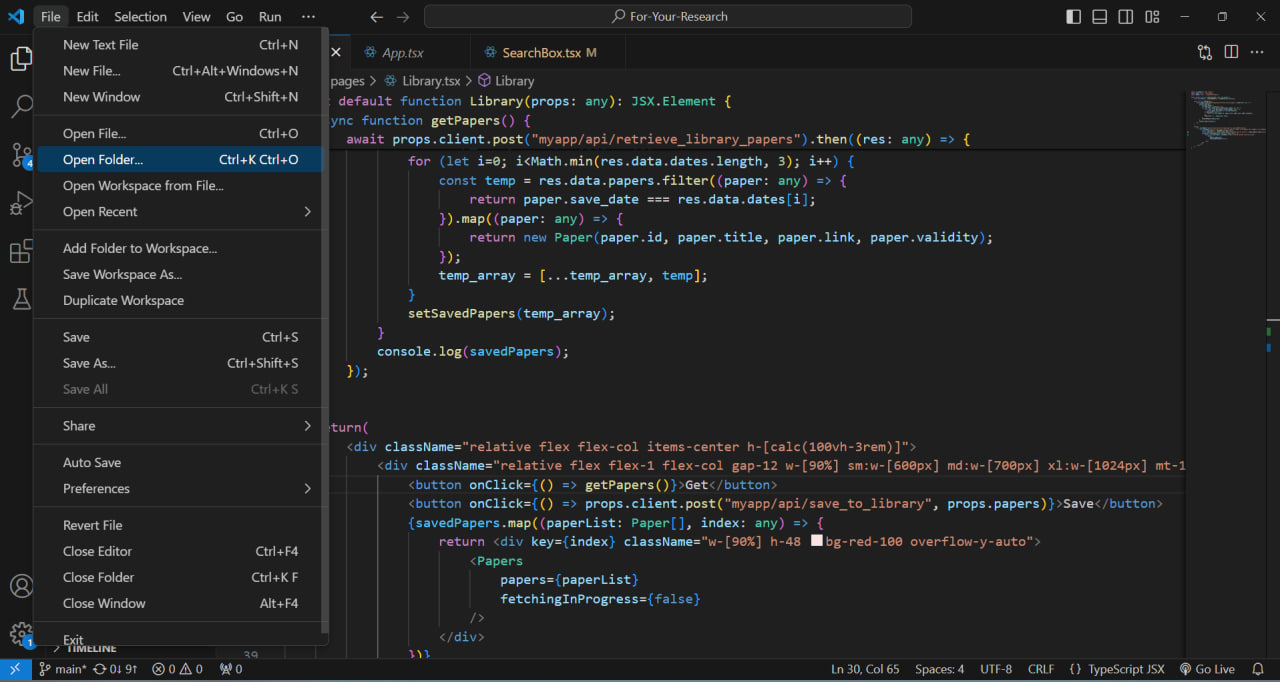 File Edit Selection View Go Run ··· For-Your-Research
New Text File Ctrl+N
New File... Ctrl+Alt+Windows+N
New Window Ctrl+Shift+N
Open File... Ctrl+O
Open Folder... Ctrl+K Ctrl+O
Open Workspace from File...
Open Recent
Add Folder to Workspace...
Save Workspace As...
Duplicate Workspace
Save Ctrl+S
Save As... Ctrl+Shift+S
Save All Ctrl+K S
Share
Auto Save
Preferences
Revert File
Close Editor Ctrl+F4
Close Folder Ctrl+K F
Close Window Alt+F4
Exit
TIMELINE
4
1
App.tsx SearchBox.tsx M
pages > Library.tsx > Library
default function Library(props: any): JSX.Element {
ync function getPapers() {
await props.client.post("myapp/api/retrieve_library_papers").then((res: any) => {
for (let i=0; i<Math.min(res.data.dates.length, 3); i++) {
const temp = res.data.papers.filter((paper: any) => {
return paper.save_date === res.data.dates[i];
}).map((paper: any) => {
return new Paper(paper.id, paper.title, paper.link, paper.validity);
});
temp_array = [...temp_array, temp];
}
setSavedPapers(temp_array);
}
console.log(savedPapers);
});
turn(
<div className="relative flex flex-col items-center h-[calc(100vh-3rem)]">
<div className="relative flex flex-1 flex-col gap-12 w-[90%] sm:w-[600px] md:w-[700px] xl:w-[1024px] mt-1
<button onClick={() => getPapers()}>Get</button>
<button onClick={() => props.client.post("myapp/api/save_to_library", props.papers)}>Save</button>
{savedPapers.map((paperList: Paper[], index: any) => {
return <div key={index} className="w-[90%] h-48 bg-red-100 overflow-y-auto">
<Papers
papers={paperList}
fetchingInProgress={false}
/>
</div>
})}
39
main* 0↓ 9↑ 0 0 0 Ln 30, Col 65 Spaces: 4 UTF-8 CRLF {} TypeScript JSX Go Live